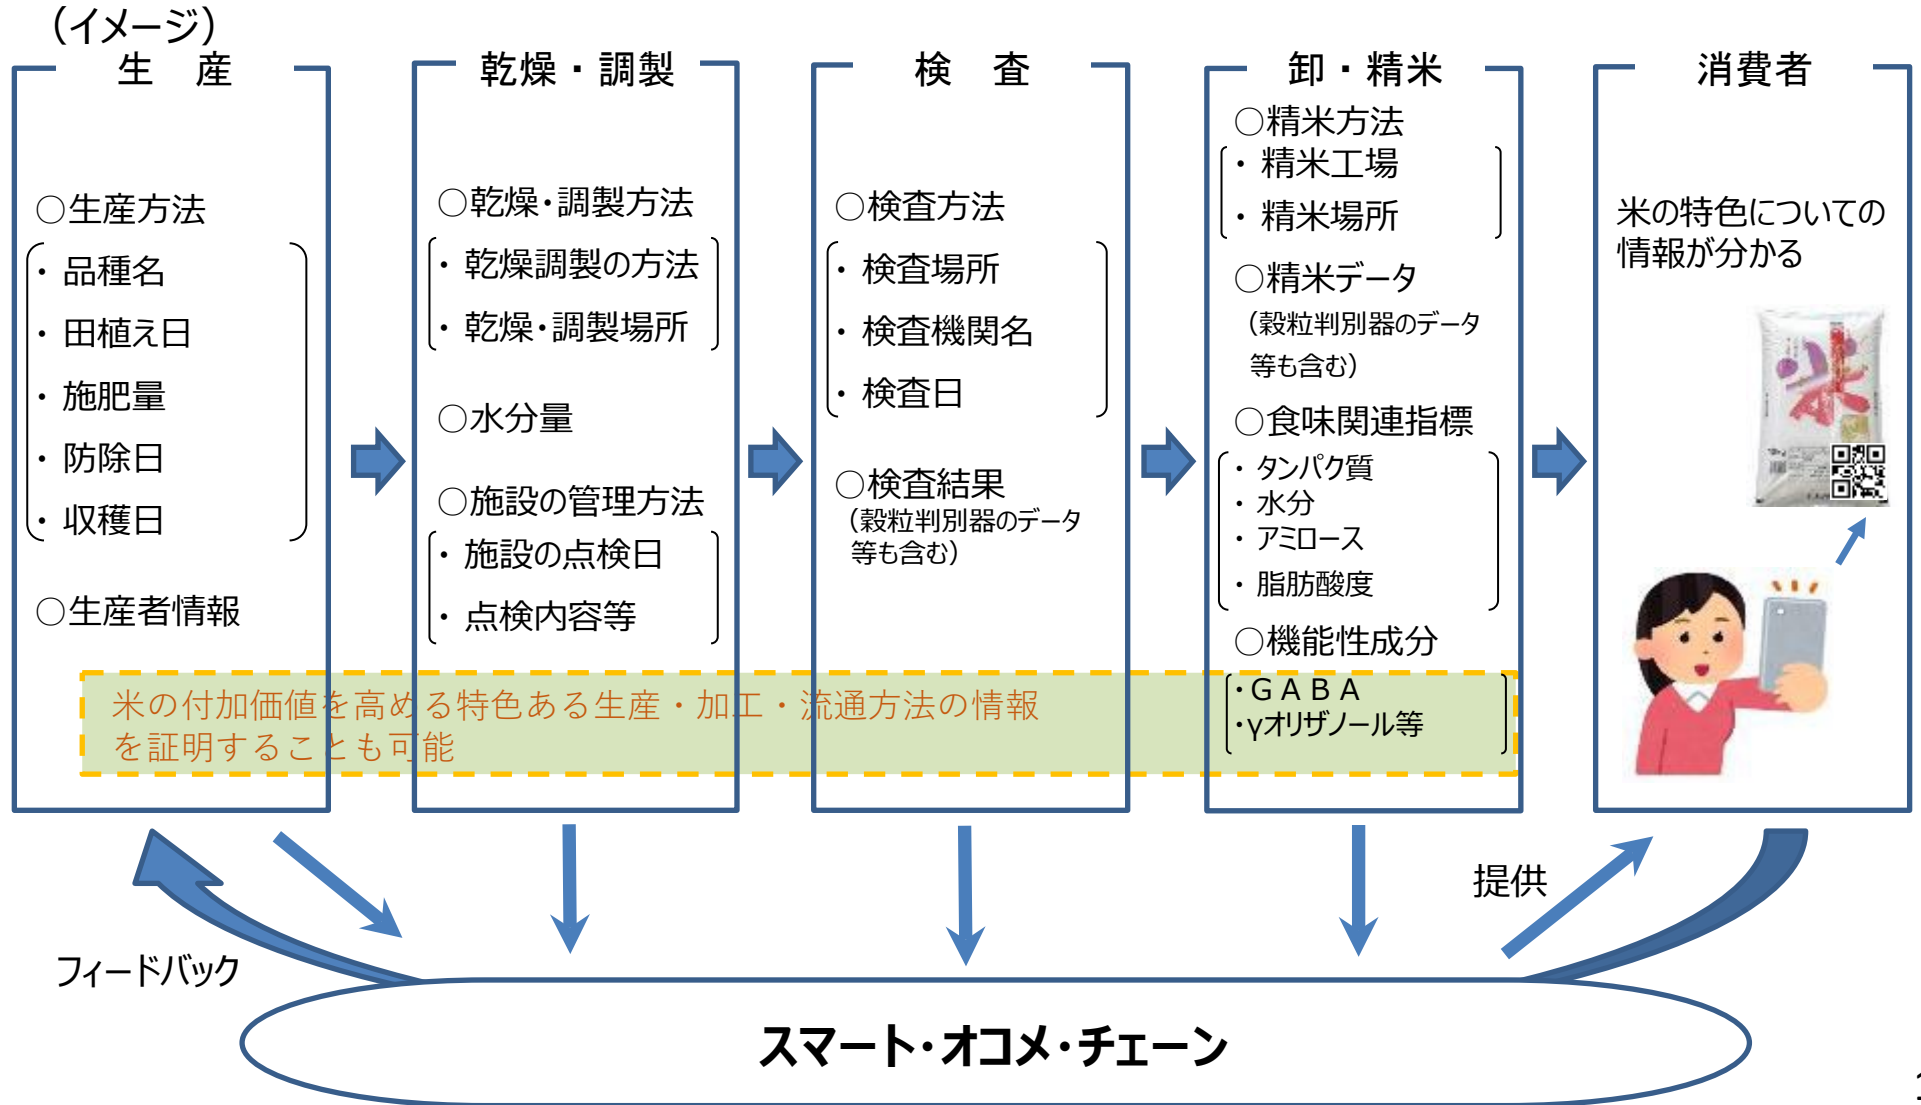 （イメージ）
生　産
○生産方法
・ 品種名
・ 田植え日
・ 施肥量
・ 防除日
・ 収穫日
○生産者情報
乾燥・調製
○乾燥・調製方法
・ 乾燥調製の方法
・ 乾燥・調製場所
○水分量
○施設の管理方法
・ 施設の点検日
・ 点検内容等
検　査
○検査方法
・ 検査場所
・ 検査機関名
・ 検査日
○検査結果
（穀粒判別器のデータ
等も含む）
卸・精米
○精米方法
・ 精米工場
・ 精米場所
○精米データ
（穀粒判別器のデータ
等も含む）
○食味関連指標
・ タンパク質
・ 水分
・ アミロース
・ 脂肪酸度
○機能性成分
・ＧＡＢＡ
・γオリザノール等
消費者
米の特色についての
情報が分かる
米
米の付加価値を高める特色ある生産・加工・流通方法の情報
を証明することも可能
提供
フィードバック
スマート・オコメ・チェーン